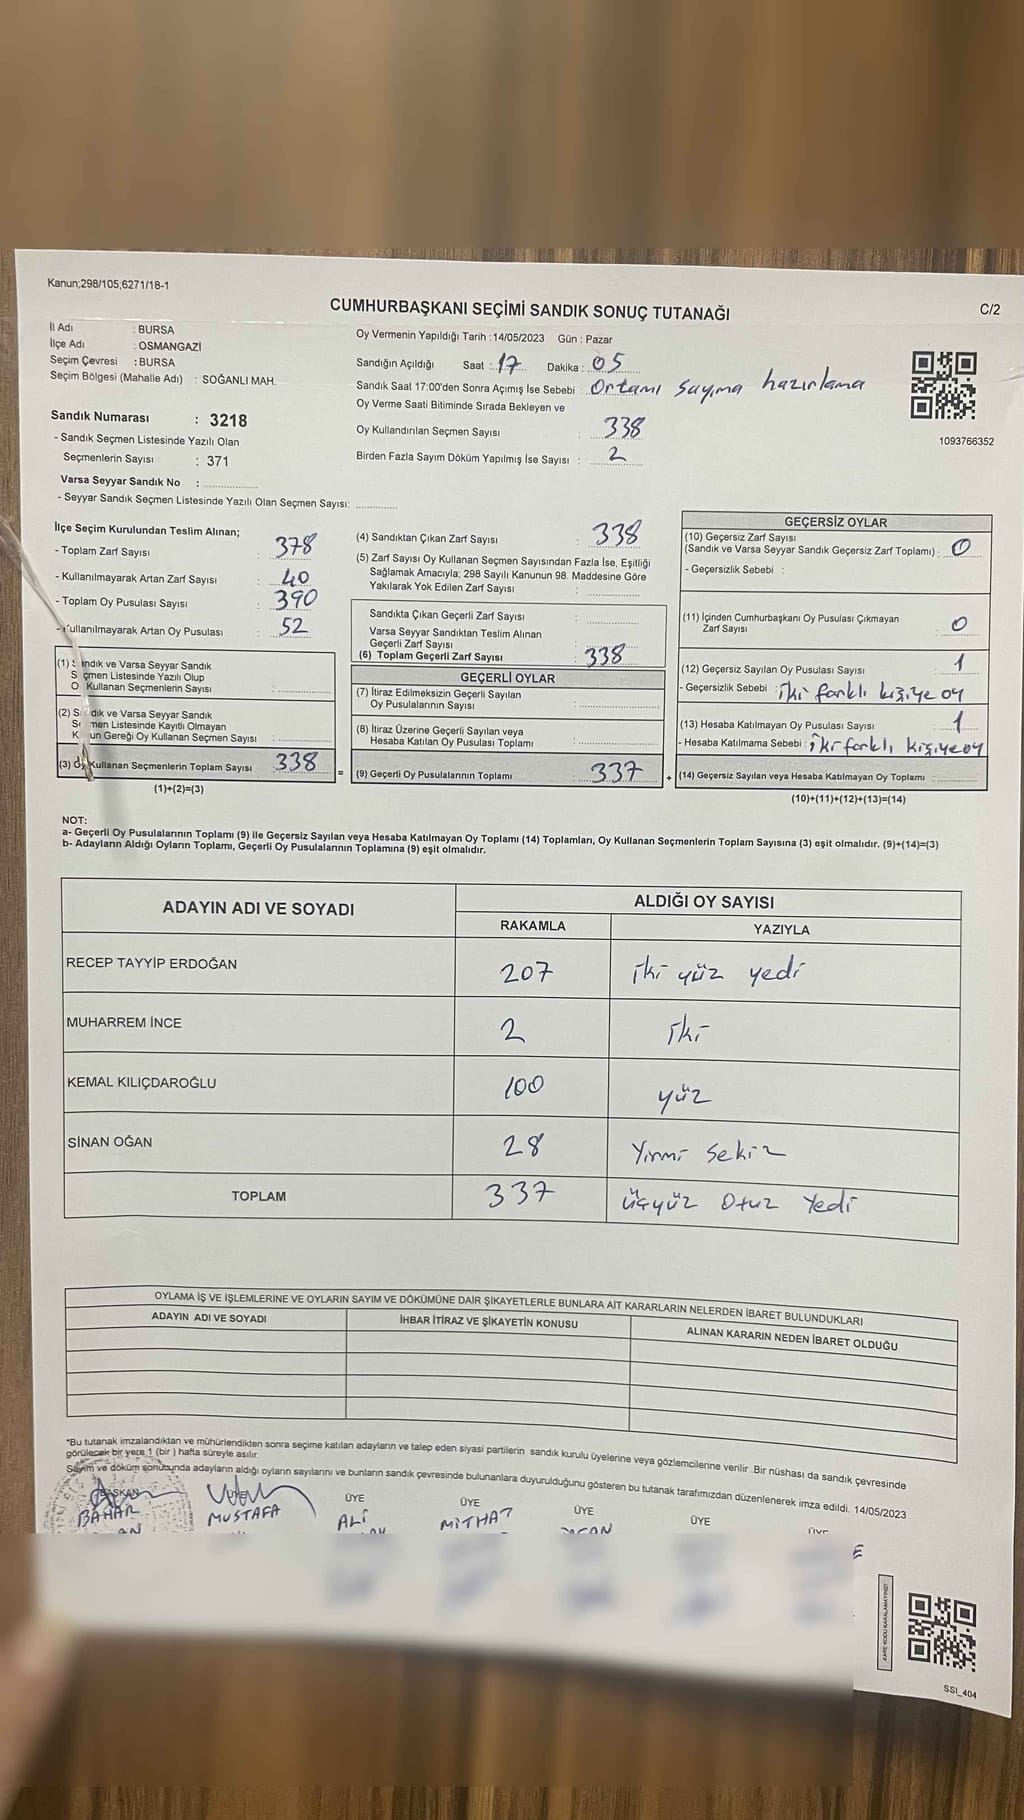 Kanun;298/105;6271/18-1
CUMHURBAŞKANI SEÇİMİ SANDIK SONUÇ TUTANAĞI
C/2
İl Adı : BURSA
İlçe Adı : OSMANGAZİ
Seçim Çevresi : BURSA
Seçim Bölgesi (Mahalle Adı) : SOĞANLI MAH.
Oy Vermenin Yapıldığı Tarih : 14/05/2023 Gün : Pazar
Sandığın Açıldığı Saat : 17 Dakika : 05
Sandık Saat 17:00'den Sonra Açımış İse Sebebi : Ortamı sayıma hazırlama
Oy Verme Saati Bitiminde Sırada Bekleyen ve
Oy Kullandırılan Seçmen Sayısı : 338
Birden Fazla Sayım Döküm Yapılmış İse Sayısı : 2
1093766352
Sandık Numarası : 3218
- Sandık Seçmen Listesinde Yazılı Olan
Seçmenlerin Sayısı : 371
Varsa Seyyar Sandık No :
- Seyyar Sandık Seçmen Listesinde Yazılı Olan Seçmen Sayısı:
İlçe Seçim Kurulundan Teslim Alınan;
- Toplam Zarf Sayısı : 378
- Kullanılmayarak Artan Zarf Sayısı : 40
- Toplam Oy Pusulası Sayısı : 390
- Kullanılmayarak Artan Oy Pusulası : 52
(1) Sandık ve Varsa Seyyar Sandık
Seçmen Listesinde Yazılı Olup
Oy Kullanan Seçmenlerin Sayısı :
(2) Sandık ve Varsa Seyyar Sandık
Seçmen Listesinde Kayıtlı Olmayan
Kanun Gereği Oy Kullanan Seçmen Sayısı :
(3) Oy Kullanan Seçmenlerin Toplam Sayısı 338
(1)+(2)=(3)
(4) Sandıktan Çıkan Zarf Sayısı : 338
(5) Zarf Sayısı Oy Kullanan Seçmen Sayısından Fazla İse, Eşitliği
Sağlamak Amacıyla; 298 Sayılı Kanunun 98. Maddesine Göre
Yakılarak Yok Edilen Zarf Sayısı :
Sandıkta Çıkan Geçerli Zarf Sayısı :
Varsa Seyyar Sandıktan Teslim Alınan
Geçerli Zarf Sayısı :
(6) Toplam Geçerli Zarf Sayısı : 338
GEÇERLİ OYLAR
(7) İtiraz Edilmeksizin Geçerli Sayılan
Oy Pusulalarının Sayısı :
(8) İtiraz Üzerine Geçerli Sayılan veya
Hesaba Katılan Oy Pusulası Toplamı :
= (9) Geçerli Oy Pusulalarının Toplamı : 337 +
GEÇERSİZ OYLAR
(10) Geçersiz Zarf Sayısı
(Sandık ve Varsa Seyyar Sandık Geçersiz Zarf Toplamı) : 0
- Geçersizlik Sebebi :
(11) İçinden Cumhurbaşkanı Oy Pusulası Çıkmayan
Zarf Sayısı : 0
(12) Geçersiz Sayılan Oy Pusulası Sayısı : 1
- Geçersizlik Sebebi : iki farklı kişiye oy
(13) Hesaba Katılmayan Oy Pusulası Sayısı : 1
- Hesaba Katılmama Sebebi : iki farklı kişiye oy
(14) Geçersiz Sayılan veya Hesaba Katılmayan Oy Toplamı :
(10)+(11)+(12)+(13)=(14)
NOT:
a- Geçerli Oy Pusulalarının Toplamı (9) ile Geçersiz Sayılan veya Hesaba Katılmayan Oy Toplamı (14) Toplamları, Oy Kullanan Seçmenlerin Toplam Sayısına (3) eşit olmalıdır. (9)+(14)=(3)
b- Adayların Aldığı Oyların Toplamı, Geçerli Oy Pusulalarının Toplamına (9) eşit olmalıdır.
ADAYIN ADI VE SOYADI
ALDIĞI OY SAYISI
RAKAMLA YAZIYLA
RECEP TAYYİP ERDOĞAN 207 iki yüz yedi
MUHARREM İNCE 2 iki
KEMAL KILIÇDAROĞLU 100 yüz
SİNAN OĞAN 28 Yirmi sekiz
TOPLAM 337 üçyüz Otuz Yedi
OYLAMA İŞ VE İŞLEMLERİNE VE OYLARIN SAYIM VE DÖKÜMÜNE DAİR ŞİKAYETLERLE BUNLARA AİT KARARLARIN NELERDEN İBARET BULUNDUKLARI
ADAYIN ADI VE SOYADI İHBAR İTİRAZ VE ŞİKAYETİN KONUSU ALINAN KARARIN NEDEN İBARET OLDUĞU
"Bu tutanak imzalandıktan ve mühürlendikten sonra seçime katılan adayların ve talep eden siyasi partilerin sandık kurulu üyelerine veya gözlemcilerine verilir .Bir nüshası da sandık çevresinde
görülecek bir yere 1 (bir ) hafta süreyle asılır.
Sayım ve döküm sonucunda adayların aldığı oyların sayılarını ve bunların sandık çevresinde bulunanlara duyurulduğunu gösteren bu tutanak tarafımızdan düzenlenerek imza edildi. 14/05/2023
BAŞKAN ÜYE ÜYE ÜYE ÜYE ÜYE
BAHAR MUSTAFA ALİ MİTHAT
SSI_404